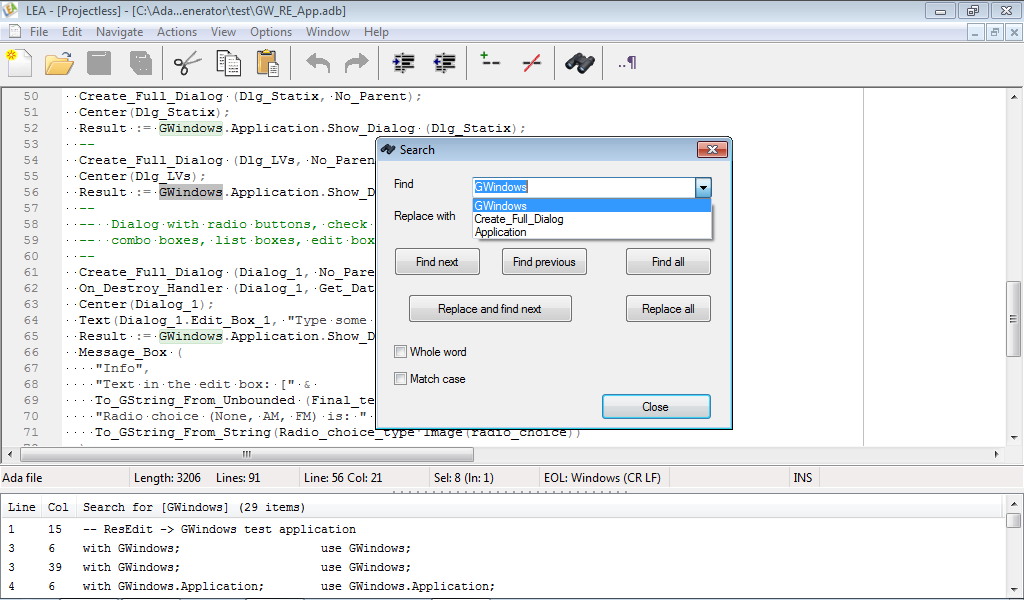 LEA - [Projectless] - [C:\Ada...enerator\test\GW_RE_App.adb]
File Edit Navigate Actions View Options Window Help
50 Create_Full_Dialog (Dlg_Statix, No_Parent);
51 Center(Dlg_Statix);
52 Result := GWindows.Application.Show_Dialog (Dlg_Statix);
53 --
54 Create_Full_Dialog (Dlg_LVs, No_Paren
55 Center(Dlg_LVs);
56 Result := GWindows.Application.Show_D
57 --
58 -- Dialog with radio buttons, check
59 -- combo boxes, list boxes, edit box
60 --
61 Create_Full_Dialog (Dialog_1, No_Pare
62 On_Destroy_Handler (Dialog_1, Get_Dat
63 Center(Dialog_1);
64 Text(Dialog_1.Edit_Box_1, "Type some
65 Result := GWindows.Application.Show_D
66 Message_Box (
67 "Info",
68 "Text in the edit box: [" &
69 To_GString_From_Unbounded (Final_te
70 "Radio choice (None, AM, FM) is: "
71 To_GString_From_String(Radio_choice_type'Image(radio_choice))
Search
Find GWindows
GWindows
Create_Full_Dialog
Application
Replace with
Find next Find previous Find all
Replace and find next Replace all
Whole word
Match case
Close
Ada file Length: 3206 Lines: 91 Line: 56 Col: 21 Sel: 8 (ln: 1) EOL: Windows (CR LF) INS
Line Col Search for [GWindows] (29 items)
1 15 -- ResEdit -> GWindows test application
3 6 with GWindows; use GWindows;
3 39 with GWindows; use GWindows;
4 6 with GWindows.Application; use GWindows.Application;